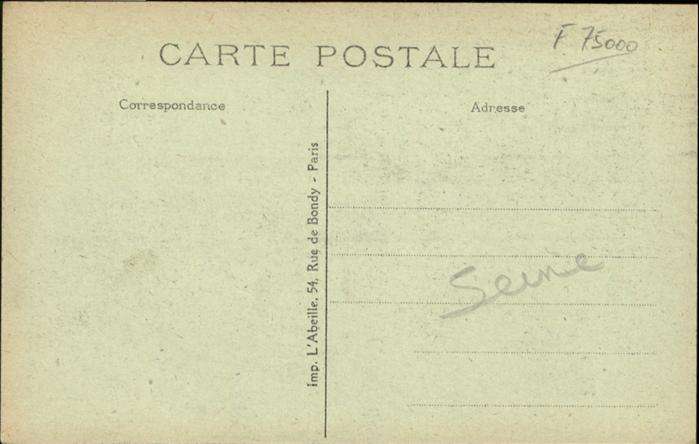 F 75000
CARTE POSTALE
Correspondance
Adresse
Imp. L'Abeille, 54, Rue de Bondy - Paris
Seine